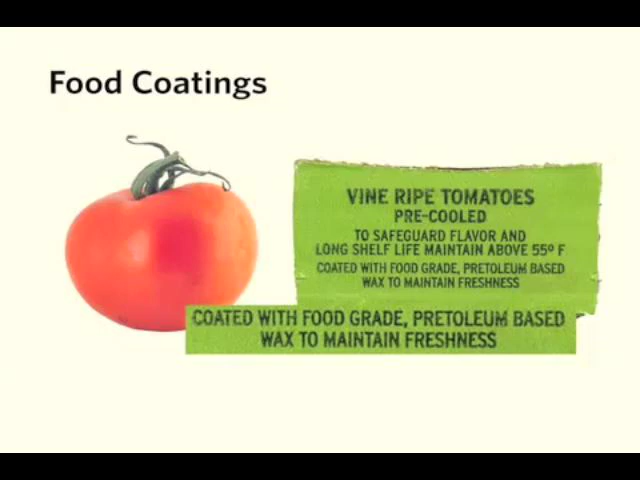 Food Coatings
VINE RIPE TOMATOES
PRE-COOLED
TO SAFEGUARD FLAVOR AND
LONG SHELF LIFE MAINTAIN ABOVE 55º F
COATED WITH FOOD GRADE, PRETOLEUM BASED
WAX TO MAINTAIN FRESHNESS
COATED WITH FOOD GRADE, PRETOLEUM BASED
WAX TO MAINTAIN FRESHNESS